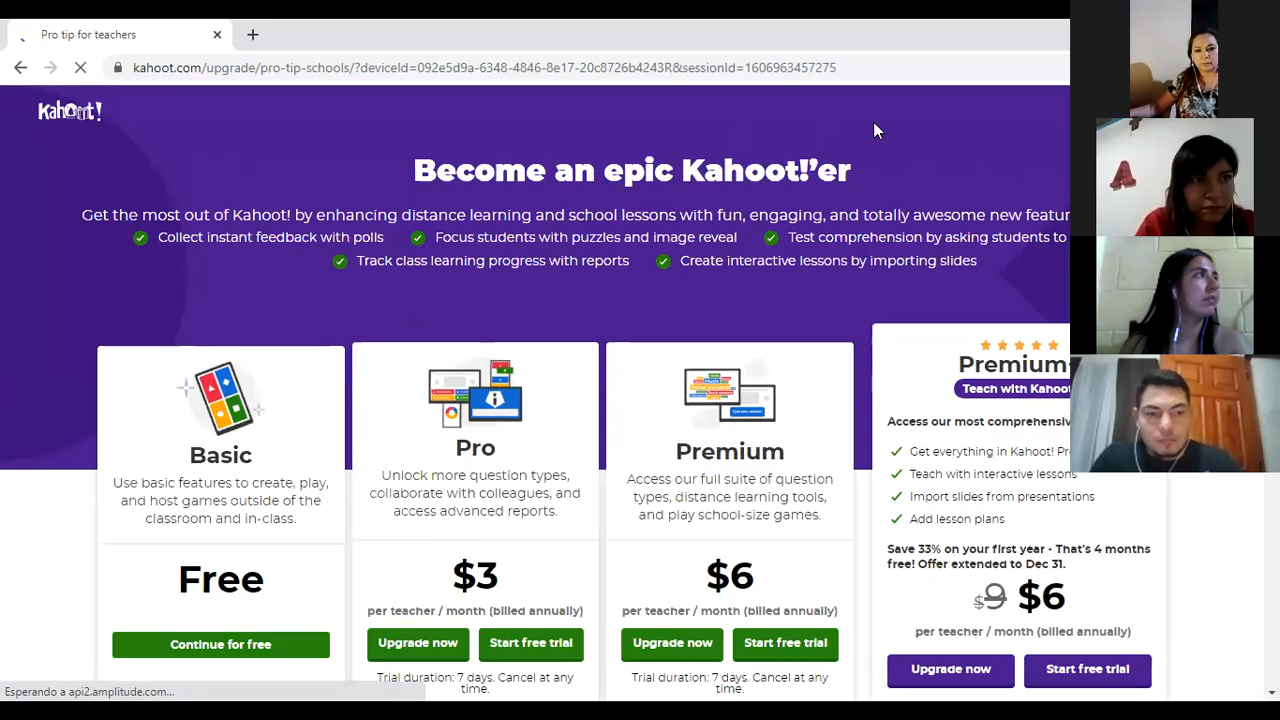 Pro tip for teachers
kahoot.com/upgrade/pro-tip-schools/?deviceId=092e5d9a-63c8-4846-8e17-20c8726b4243R&sessionId=1606963457275
Kahoot!
Become an epic Kahoot!'er
Get the most out of Kahoot! by enhancing distance learning and school lessons with fun, engaging, and totally awesome new
Collect instant feedback with polls
Focus students with puzzles and image reveal
Test comprehension by asking students to
Track class learning progress with reports
Create interactive lessons by importing slides
Basic
Use basic features to create, play,
and host games outside of the
classroom and in-class.
Free
Continue for free
Pro
Unlock more question types,
collaborate with colleagues, and
access advanced reports.
$3
per teacher / month (billed annually)
Upgrade now
Start free trial
Trial duration: 7 days. Cancel at any
time.
Premium
Access our full suite of question
types, distance learning tools,
and play school-size games.
$6
per teacher / month (billed annually)
Upgrade now
Start free trial
Trial duration: 7 days. Cancel at any
time.
Premium+
Teach with Kahoot
Access our most comprehensive
Get everything in Kahoot!
Teach with interactive lessons
Import slides from presentations
Add lesson plans
Save 33% on your first year - That's 4 months
free! Offer extended to Dec 31.
$9 $6
per teacher / month (billed annually)
Upgrade now
Start free trial
Esperando a api2.amplitude.com...
A